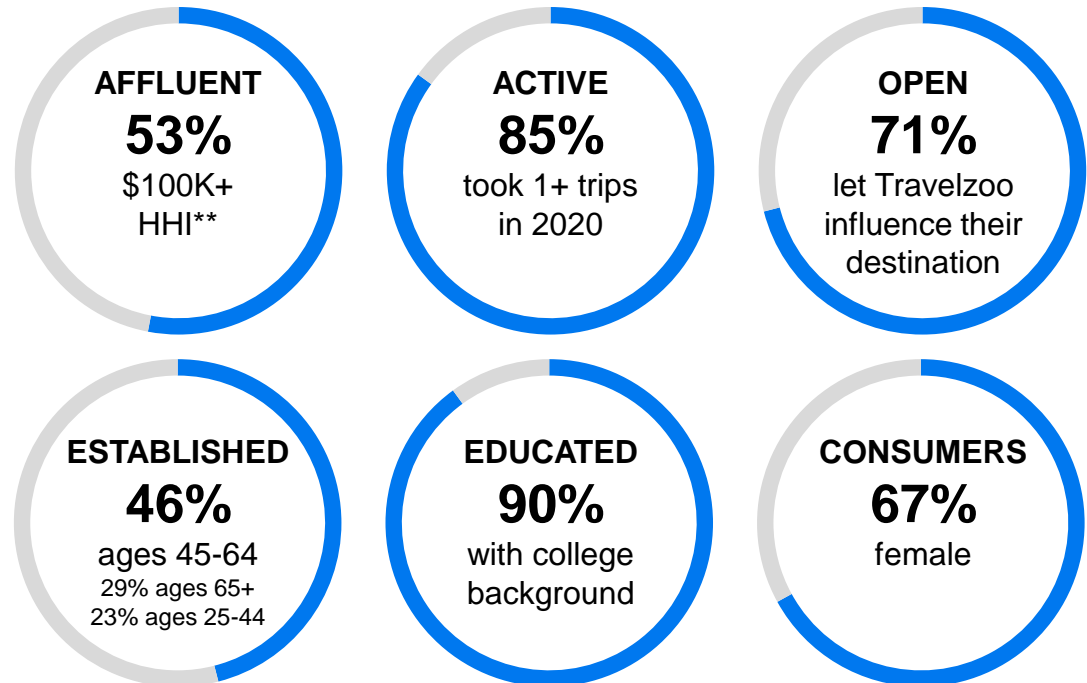 AFFLUENT
53%
$100K+
HHI**
ACTIVE
85%
took 1+ trips
in 2020
OPEN
71%
let Travelzoo
influence their
destination
ESTABLISHED
46%
ages 45-64
29% ages 65+
23% ages 25-44
EDUCATED
90%
with college
background
CONSUMERS
67%
female